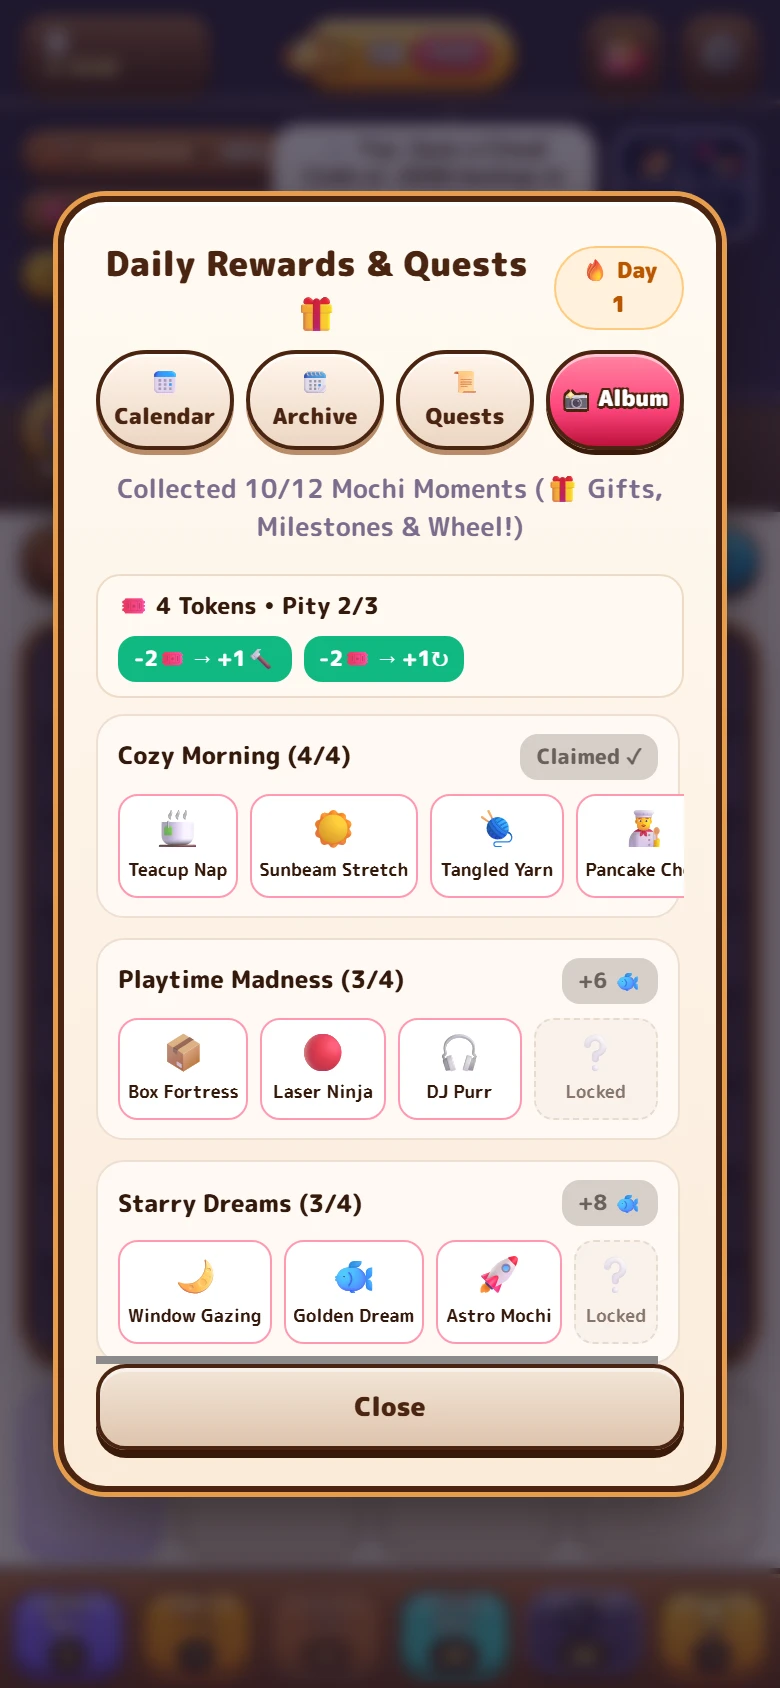 Daily Rewards & Quests
🎁
🔥 Day
1
Calendar
Archive
Quests
📸 Album
Collected 10/12 Mochi Moments (🎁 Gifts,
Milestones & Wheel!)
🎟 4 Tokens • Pity 2/3
-2🎟 → +1🔨
-2🎟 → +1↻
Cozy Morning (4/4)
Claimed ✓
Teacup Nap
Sunbeam Stretch
Tangled Yarn
Pancake Ch
Playtime Madness (3/4)
+6 🐟
Box Fortress
Laser Ninja
DJ Purr
?
Locked
Starry Dreams (3/4)
+8 🐟
Window Gazing
Golden Dream
Astro Mochi
?
Locked
Close